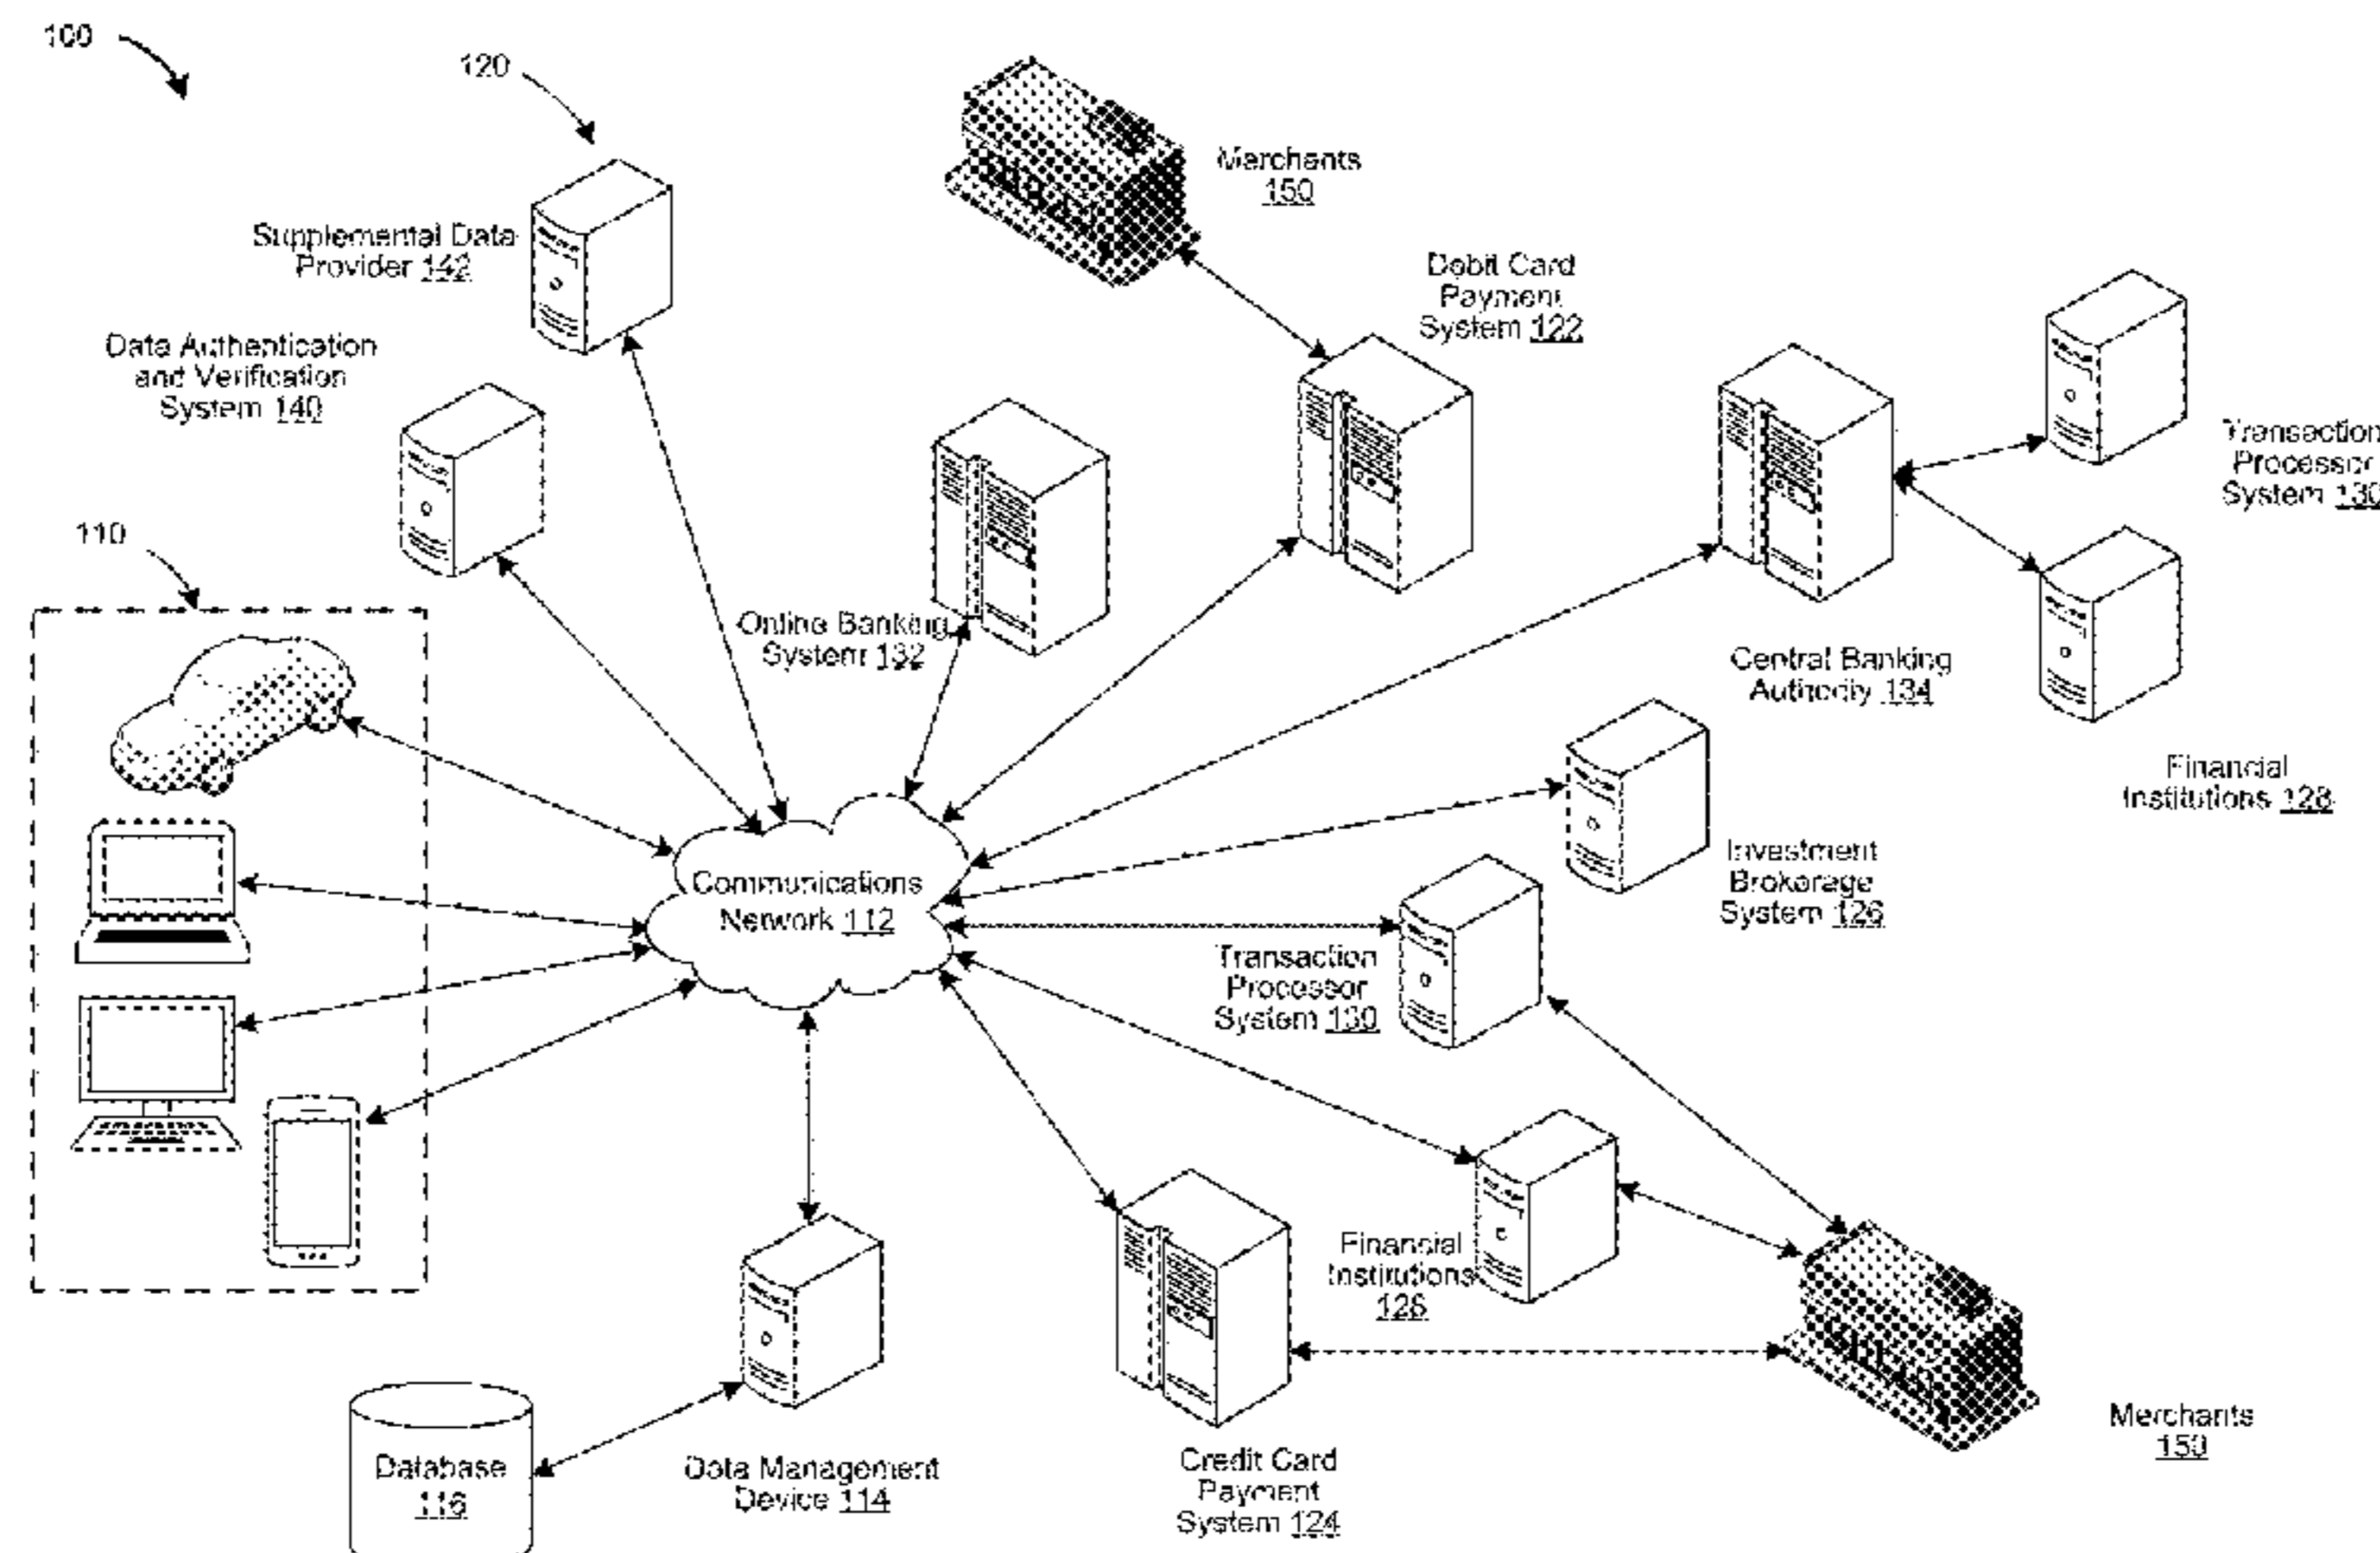 100
120
Merchants
150
Supplemental Data
Provider 142
Debit Card
Payment
System 122
Data Authentication
and Verification
System 140
Transaction
Processor
System 130
110
Online Banking
System 132
Central Banking
Authority 134
Financial
Institutions 128
Communications
Network 112
Investment
Brokerage
System 126
Transaction
Processor
System 130
Financial
Institutions
128
Merchants
150
Database
116
Data Management
Device 114
Credit Card
Payment
System 124